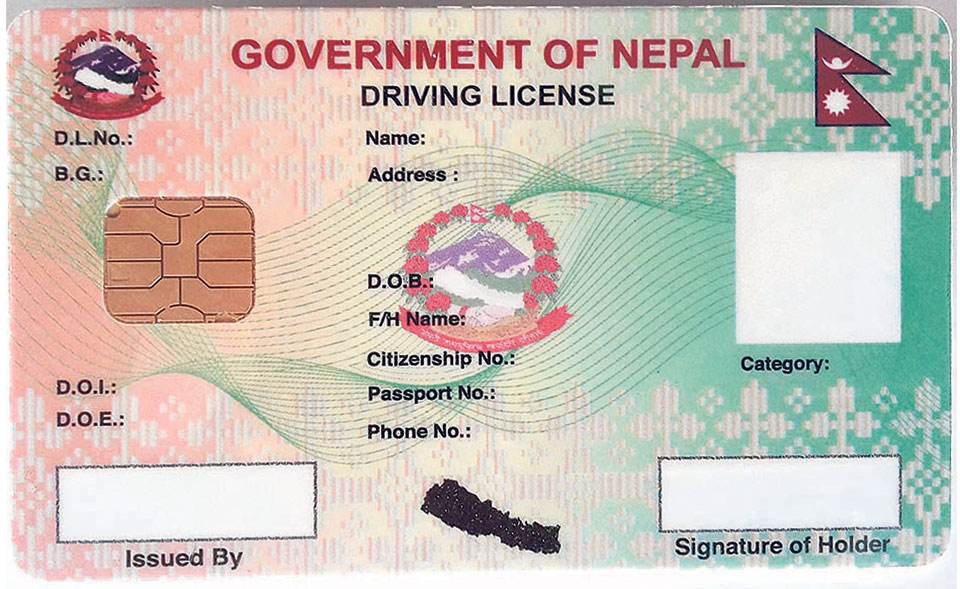 GOVERNMENT OF NEPAL
DRIVING LICENSE
D.L.No.:
B.G.:
Name:
Address :
D.O.B.:
F/H Name:
Citizenship No.:
Passport No.:
Phone No.:
Category:
D.O.I.:
D.O.E.:
Issued By
Signature of Holder